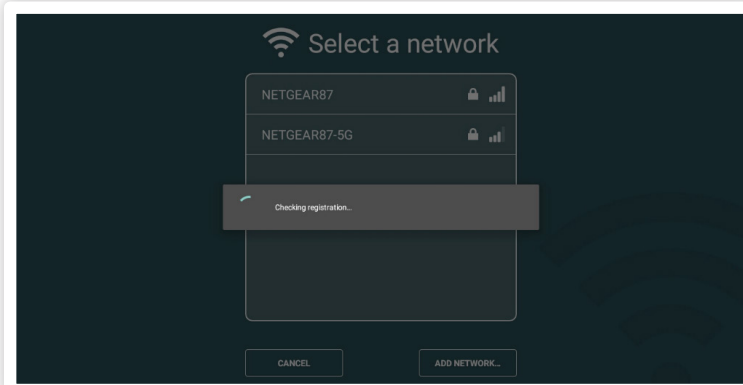 Select a network
NETGEAR87
NETGEAR87-5G
Checking registration...
CANCEL
ADD NETWORK...